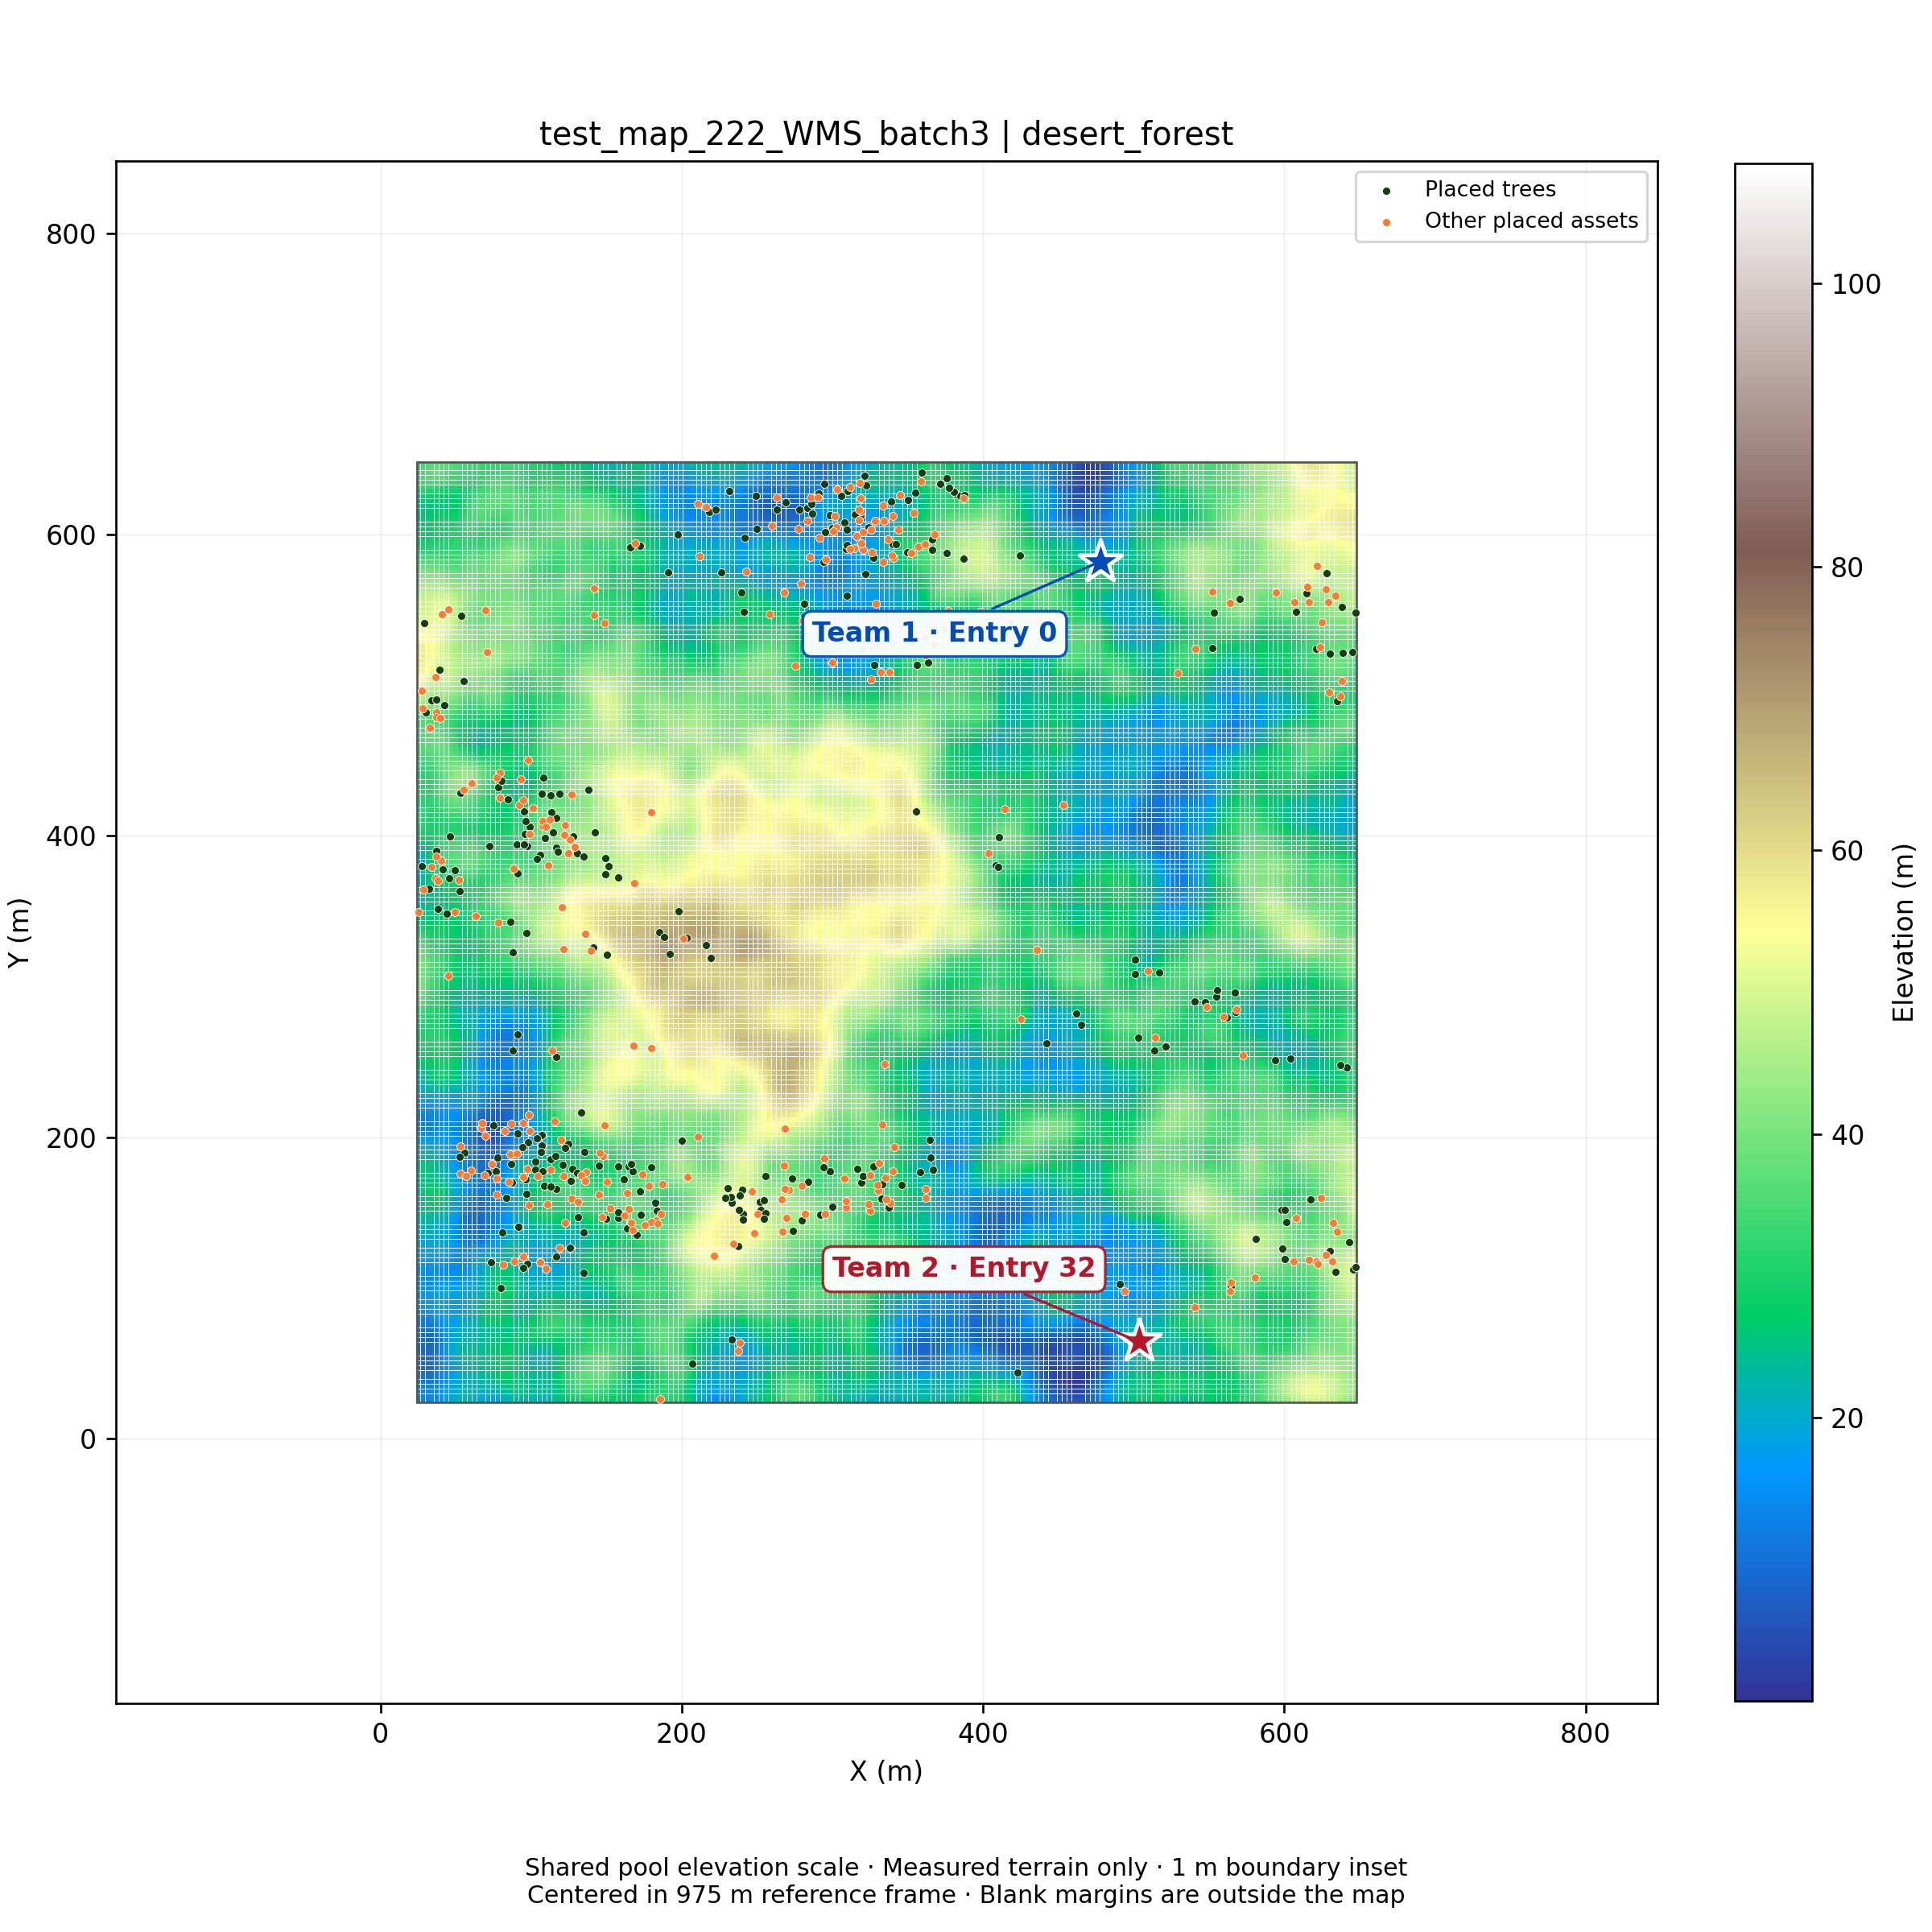 test_map_222_WMS_batch3 | desert_forest
Placed trees
Other placed assets
Team 1 · Entry 0
Team 2 · Entry 32
800
600
400
200
0
Y (m)
0
200
400
600
800
X (m)
100
80
60
40
20
Elevation (m)
Shared pool elevation scale · Measured terrain only · 1 m boundary inset
Centered in 975 m reference frame · Blank margins are outside the map